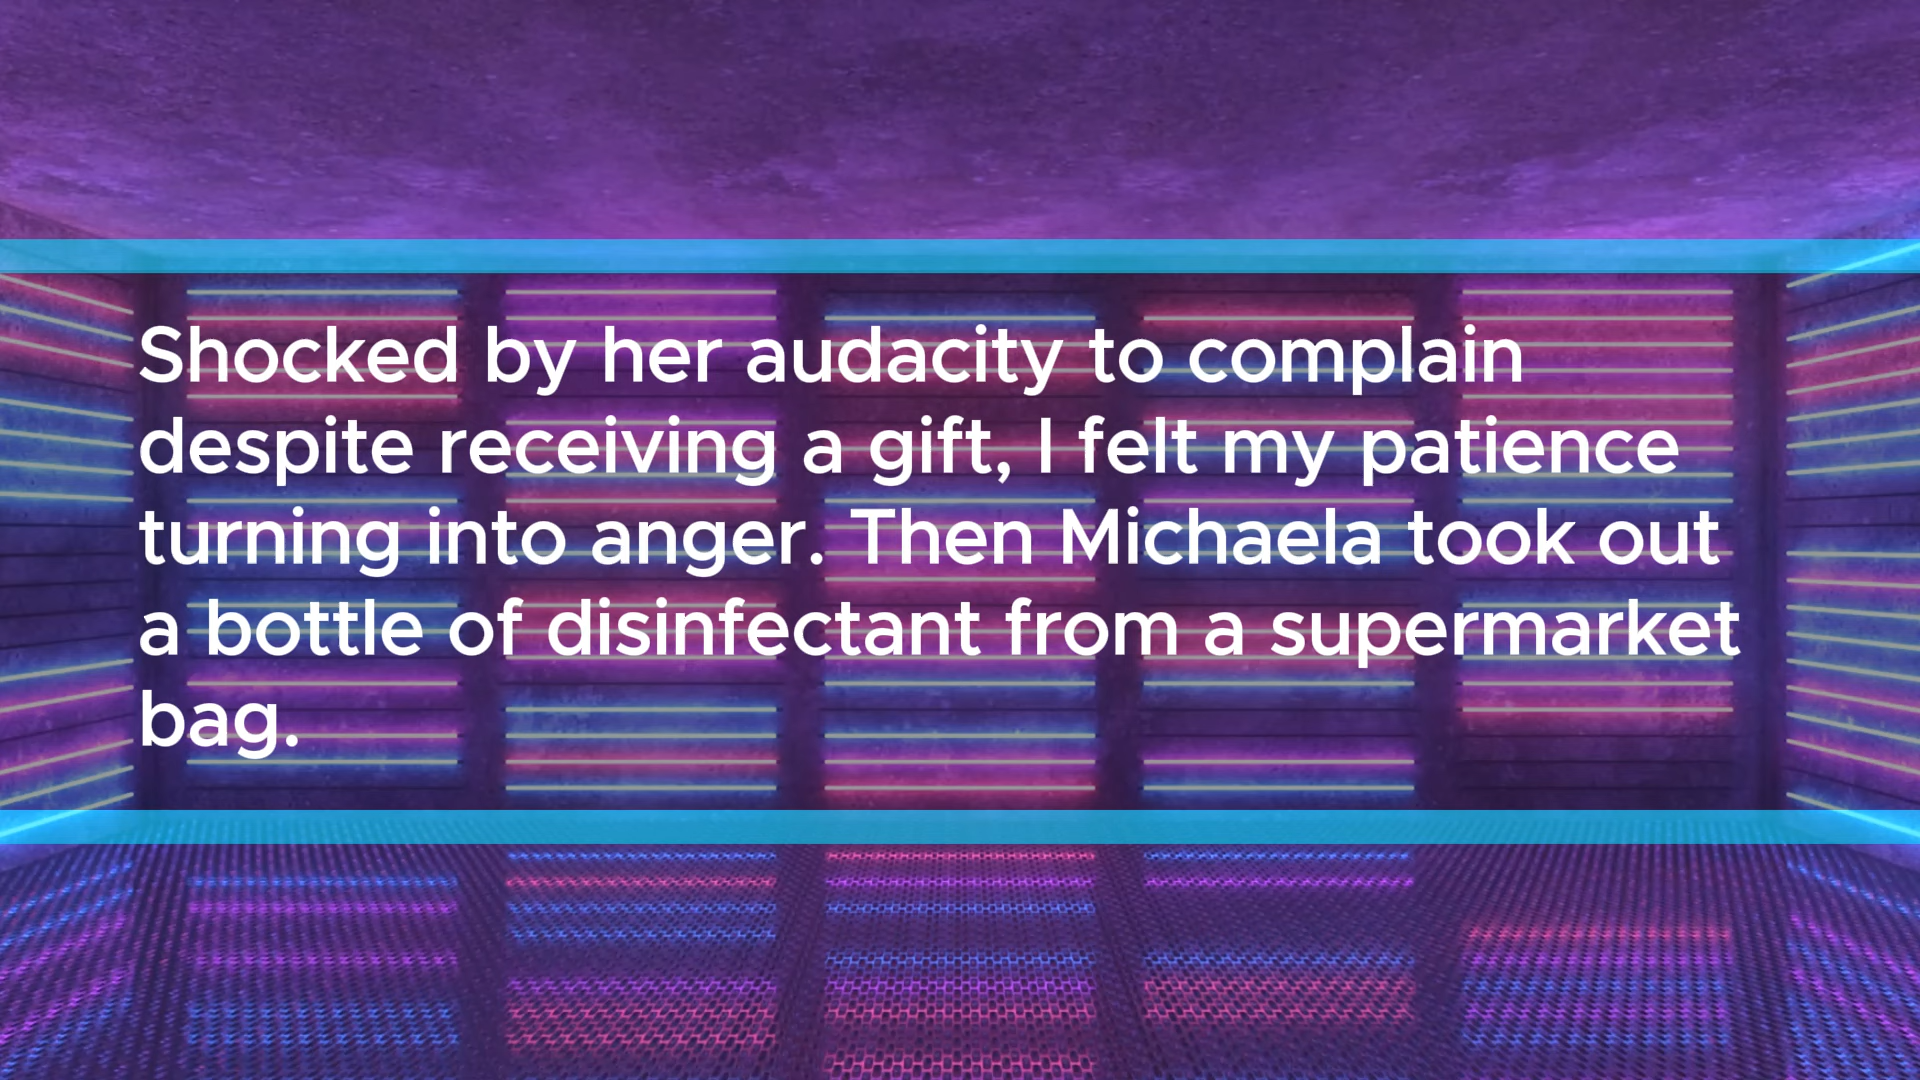 Shocked by her audacity to complain
despite receiving a gift, I felt my patience
turning into anger. Then Michaela took out
a bottle of disinfectant from a supermarket
bag.